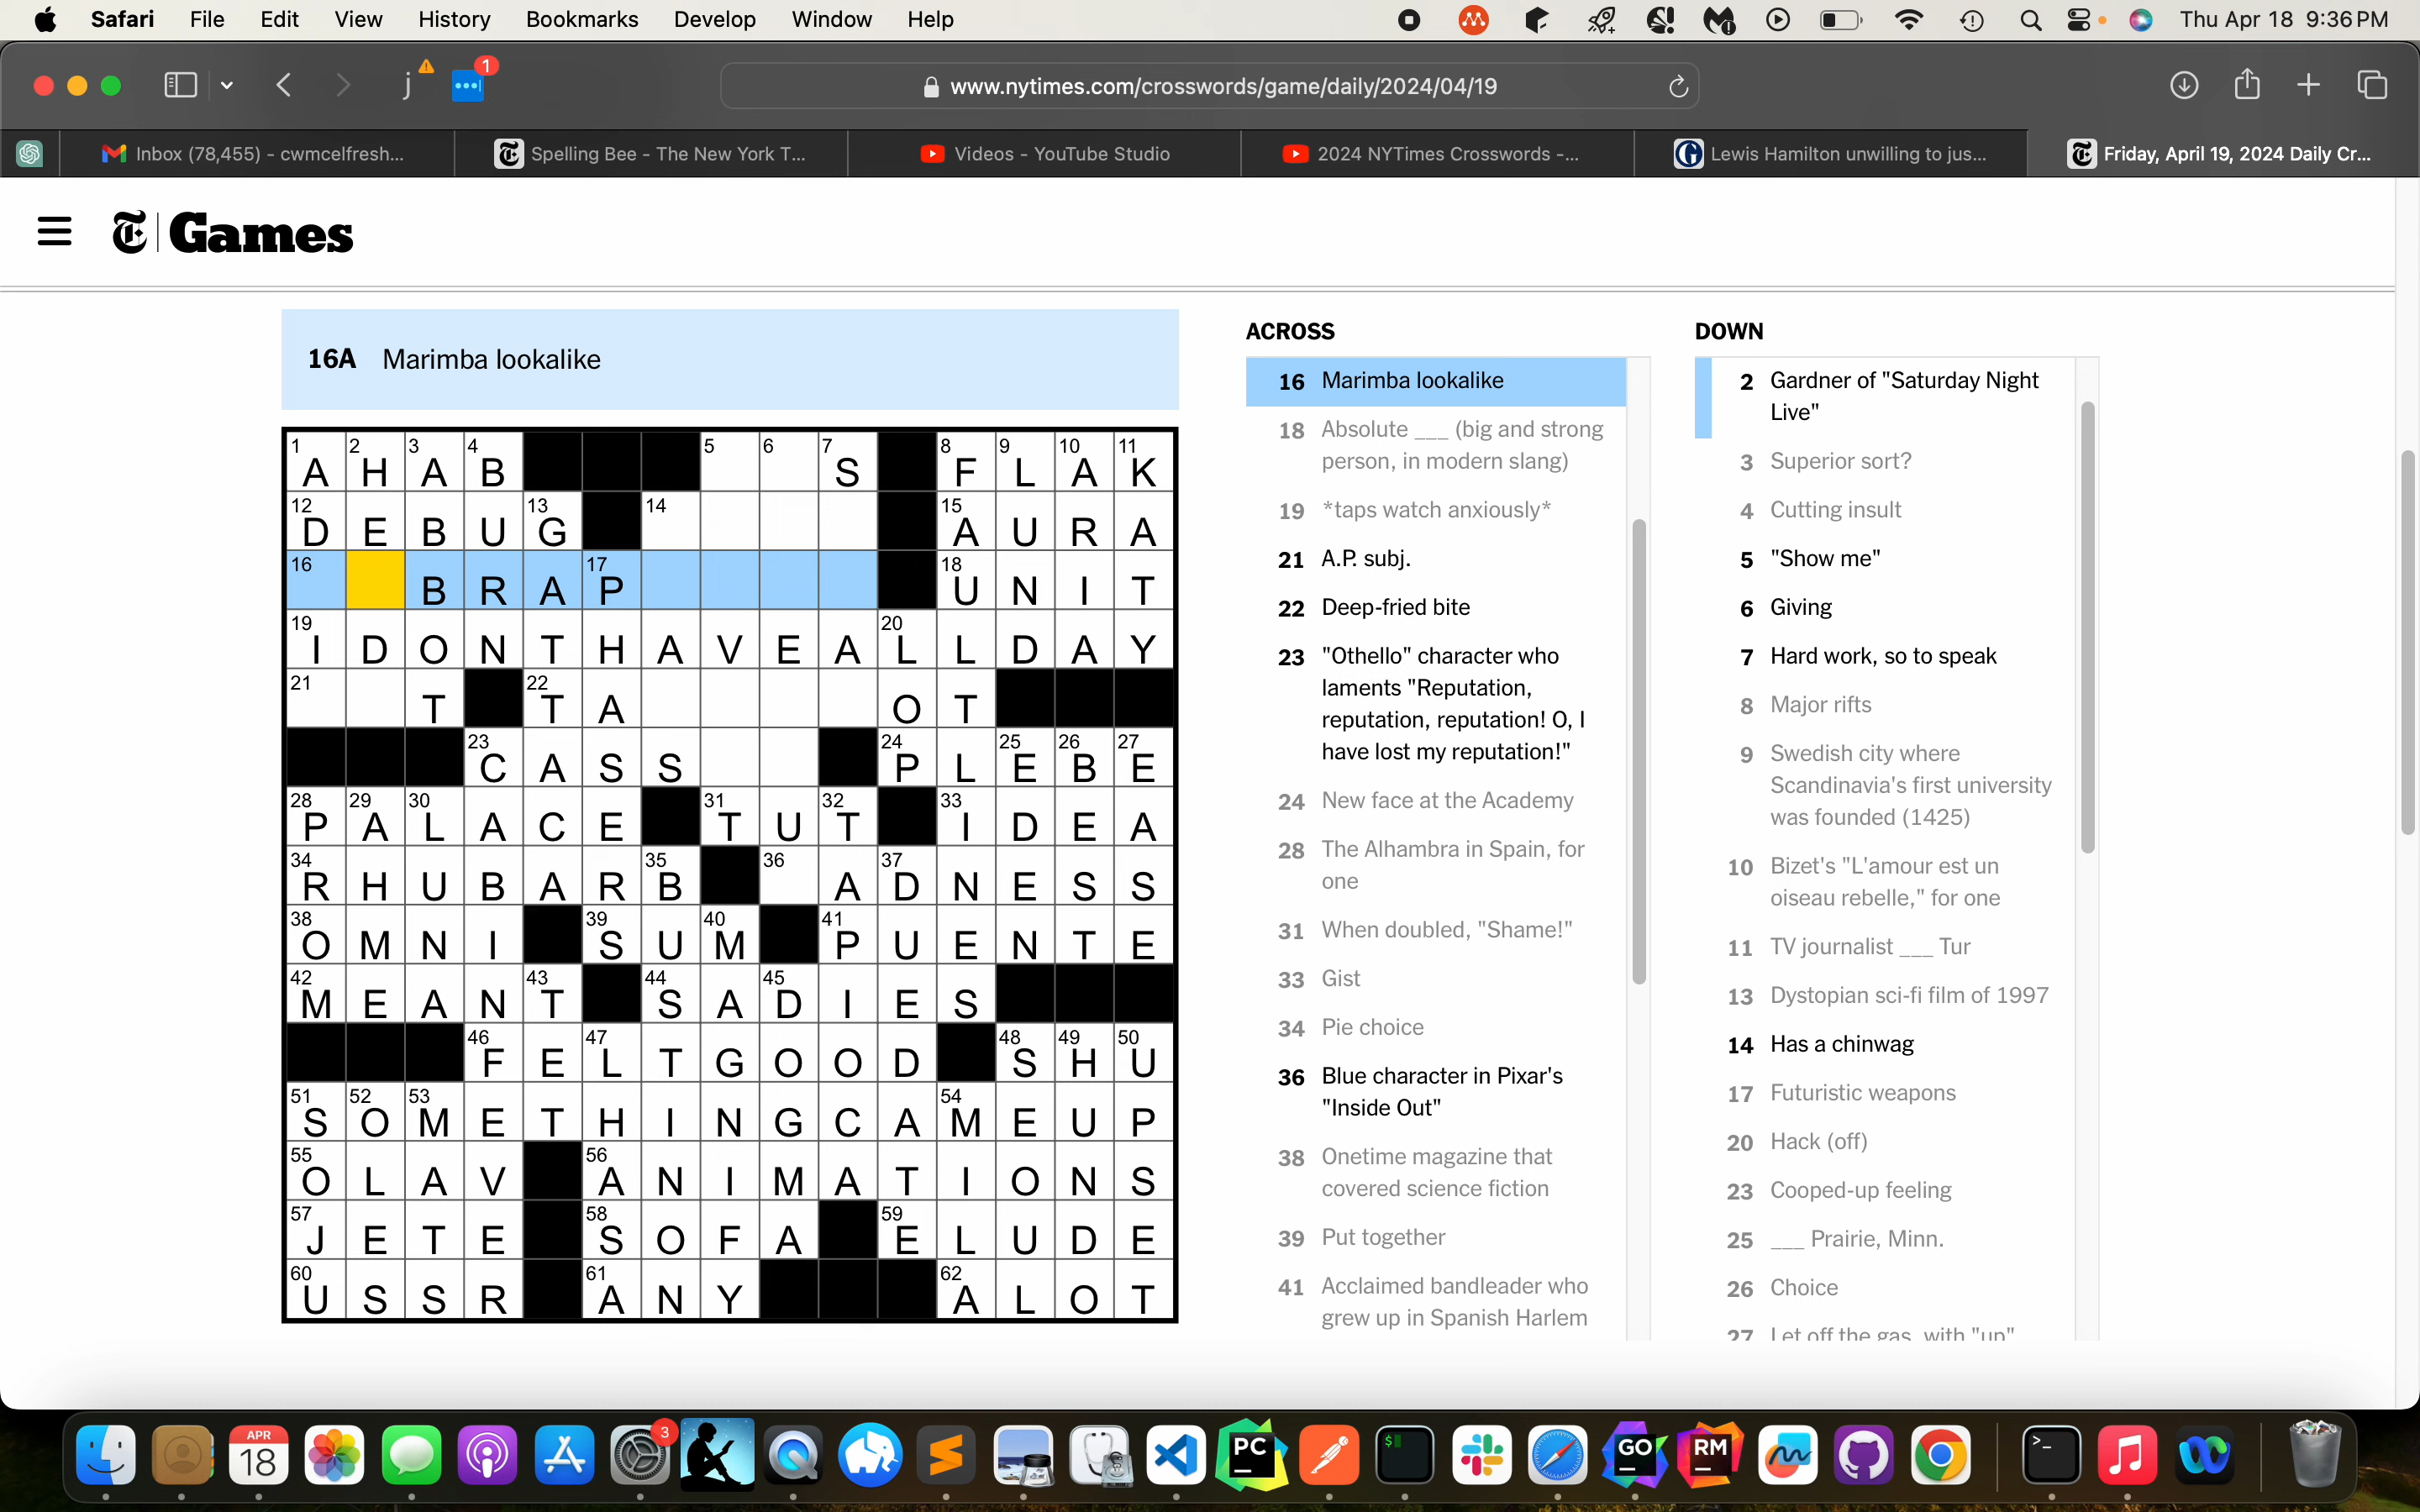 Safari File Edit View History Bookmarks Develop Window Help Thu Apr 18 9:36 PM
j 1 www.nytimes.com/crosswords/game/daily/2024/04/19
Inbox (78,455) - cwmcelfresh... Spelling Bee - The New York T... Videos - YouTube Studio 2024 NYTimes Crosswords -... Lewis Hamilton unwilling to jus... Friday, April 19, 2024 Daily Cr...
T Games
16A Marimba lookalike
1 2 3 4 5 6 7 8 9 10 11
A H A B S F L A K
12 13 14 15
D E B U G A U R A
16 17 18
B R A P U N I T
19 20
I D O N T H A V E A L L D A Y
21 22
T T A O T
23 24 25 26 27
C A S S P L E B E
28 29 30 31 32 33
P A L A C E T U T I D E A
34 35 36 37
R H U B A R B A D N E S S
38 39 40 41
O M N I S U M P U E N T E
42 43 44 45
M E A N T S A D I E S
46 47 48 49 50
F E L T G O O D S H U
51 52 53 54
S O M E T H I N G C A M E U P
55 56
O L A V A N I M A T I O N S
57 58 59
J E T E S O F A E L U D E
60 61 62
U S S R A N Y A L O T
ACROSS
16 Marimba lookalike
18 Absolute ___ (big and strong
person, in modern slang)
19 *taps watch anxiously*
21 A.P. subj.
22 Deep-fried bite
23 "Othello" character who
laments "Reputation,
reputation, reputation! O, I
have lost my reputation!"
24 New face at the Academy
28 The Alhambra in Spain, for
one
31 When doubled, "Shame!"
33 Gist
34 Pie choice
36 Blue character in Pixar's
"Inside Out"
38 Onetime magazine that
covered science fiction
39 Put together
41 Acclaimed bandleader who
grew up in Spanish Harlem
DOWN
2 Gardner of "Saturday Night
Live"
3 Superior sort?
4 Cutting insult
5 "Show me"
6 Giving
7 Hard work, so to speak
8 Major rifts
9 Swedish city where
Scandinavia's first university
was founded (1425)
10 Bizet's "L'amour est un
oiseau rebelle," for one
11 TV journalist ___ Tur
13 Dystopian sci-fi film of 1997
14 Has a chinwag
17 Futuristic weapons
20 Hack (off)
23 Cooped-up feeling
25 ___ Prairie, Minn.
26 Choice
27 Let off the gas, with "up"
APR
18 3 PC $ GO RM >_